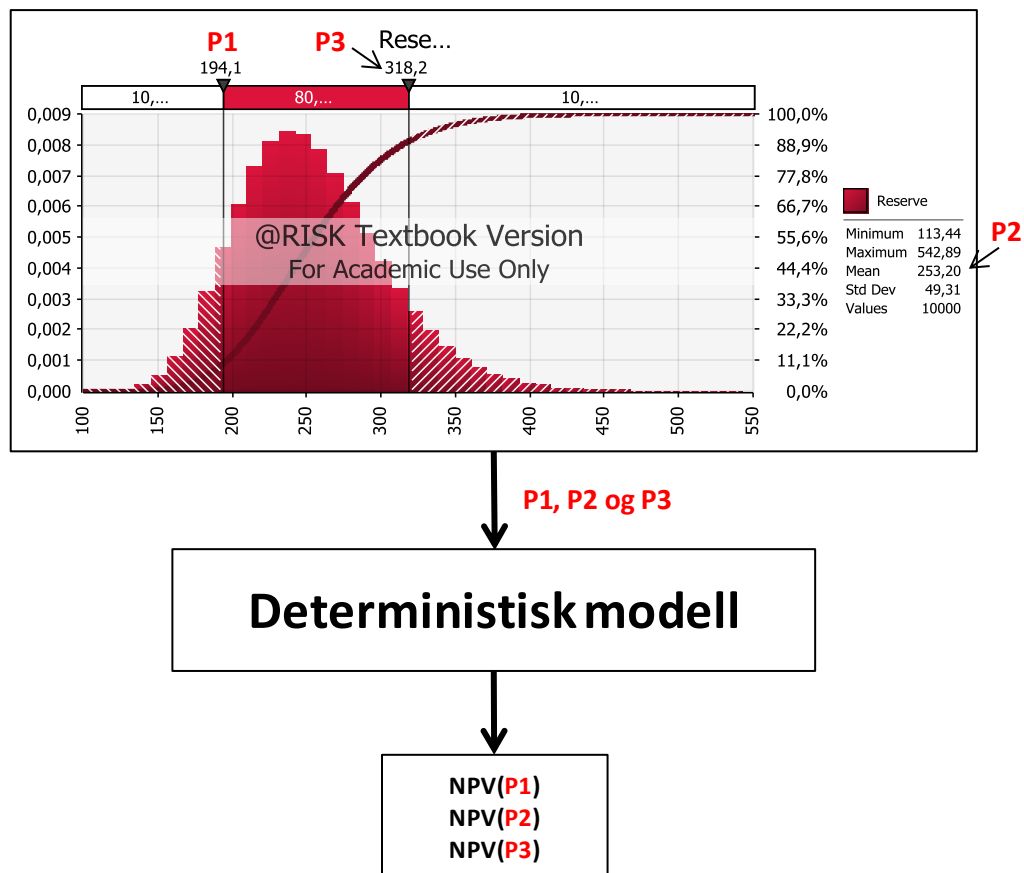 P1
P3
Rese...
194,1
318,2
10,...
80,...
10,...
0,009
0,008
0,007
0,006
0,005
0,004
0,003
0,002
0,001
0,000
100,0%
88,9%
77,8%
66,7%
55,6%
44,4%
33,3%
22,2%
11,1%
0,0%
@RISK Textbook Version
For Academic Use Only
100
150
200
250
300
350
400
450
500
550
Reserve
Minimum 113,44
Maximum 542,89
Mean 253,20
Std Dev 49,31
Values 10000
P2
P1, P2 og P3
Deterministisk modell
NPV(P1)
NPV(P2)
NPV(P3)